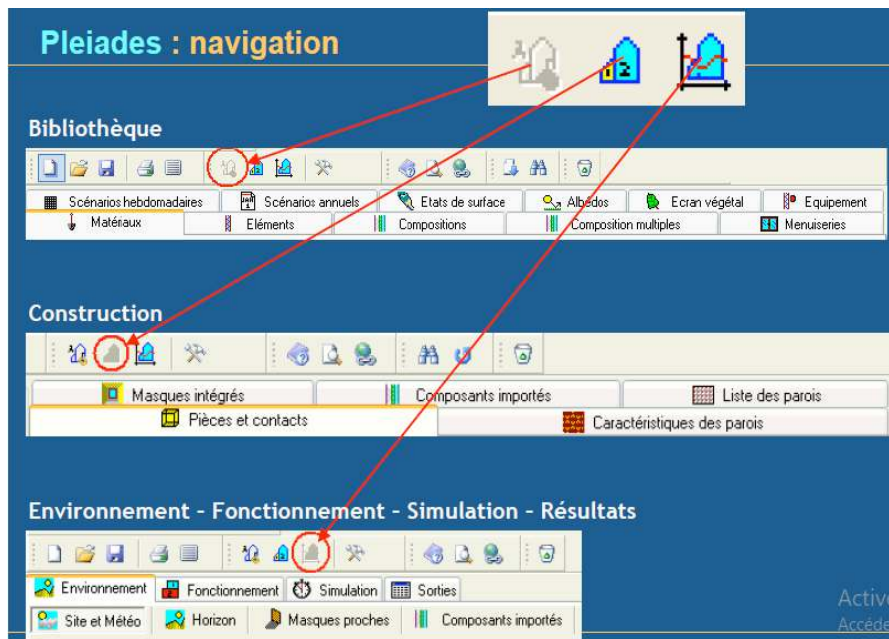 Pleiades : navigation
Bibliothèque
Scénarios hebdomadaires Scénarios annuels Etats de surface Albédos Ecran végétal Equipement
Matériaux Eléments Compositions Composition multiples Menuiseries
Construction
Masques intégrés Composants importés Liste des parois
Pièces et contacts Caractéristiques des parois
Environnement - Fonctionnement - Simulation - Résultats
Environnement Fonctionnement Simulation Sorties
Site et Météo Horizon Masques proches Composants importés